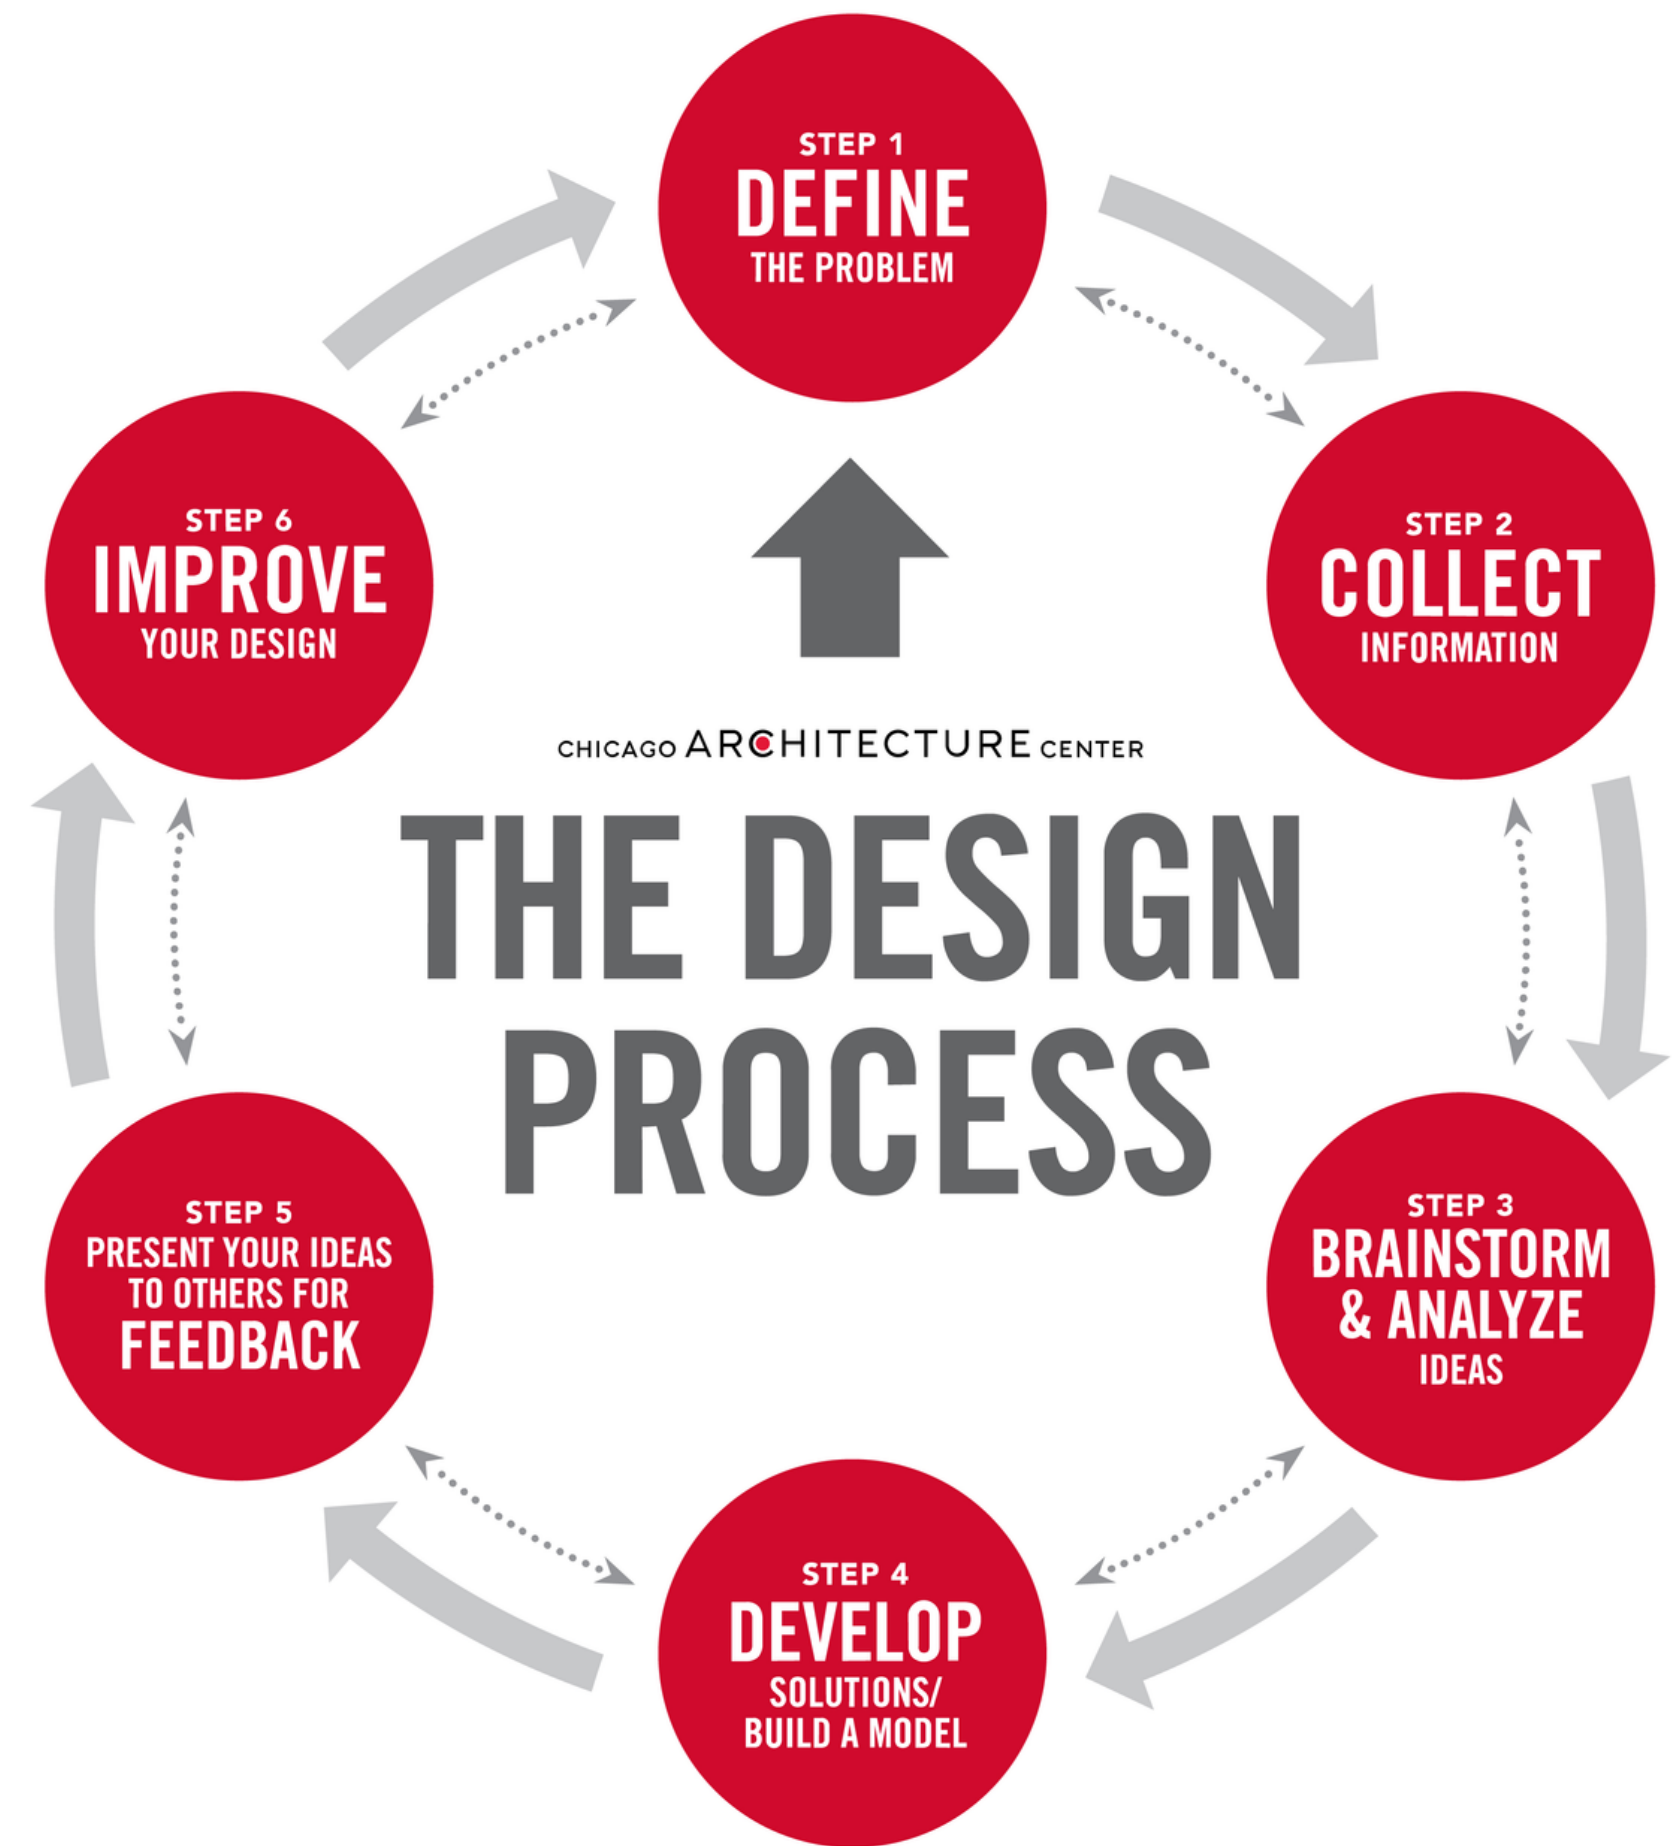 STEP 1
DEFINE
THE PROBLEM
STEP 2
COLLECT
INFORMATION
STEP 3
BRAINSTORM
& ANALYZE
IDEAS
STEP 4
DEVELOP
SOLUTIONS/
BUILD A MODEL
STEP 5
PRESENT YOUR IDEAS
TO OTHERS FOR
FEEDBACK
STEP 6
IMPROVE
YOUR DESIGN
CHICAGO ARCHITECTURE CENTER
THE DESIGN
PROCESS